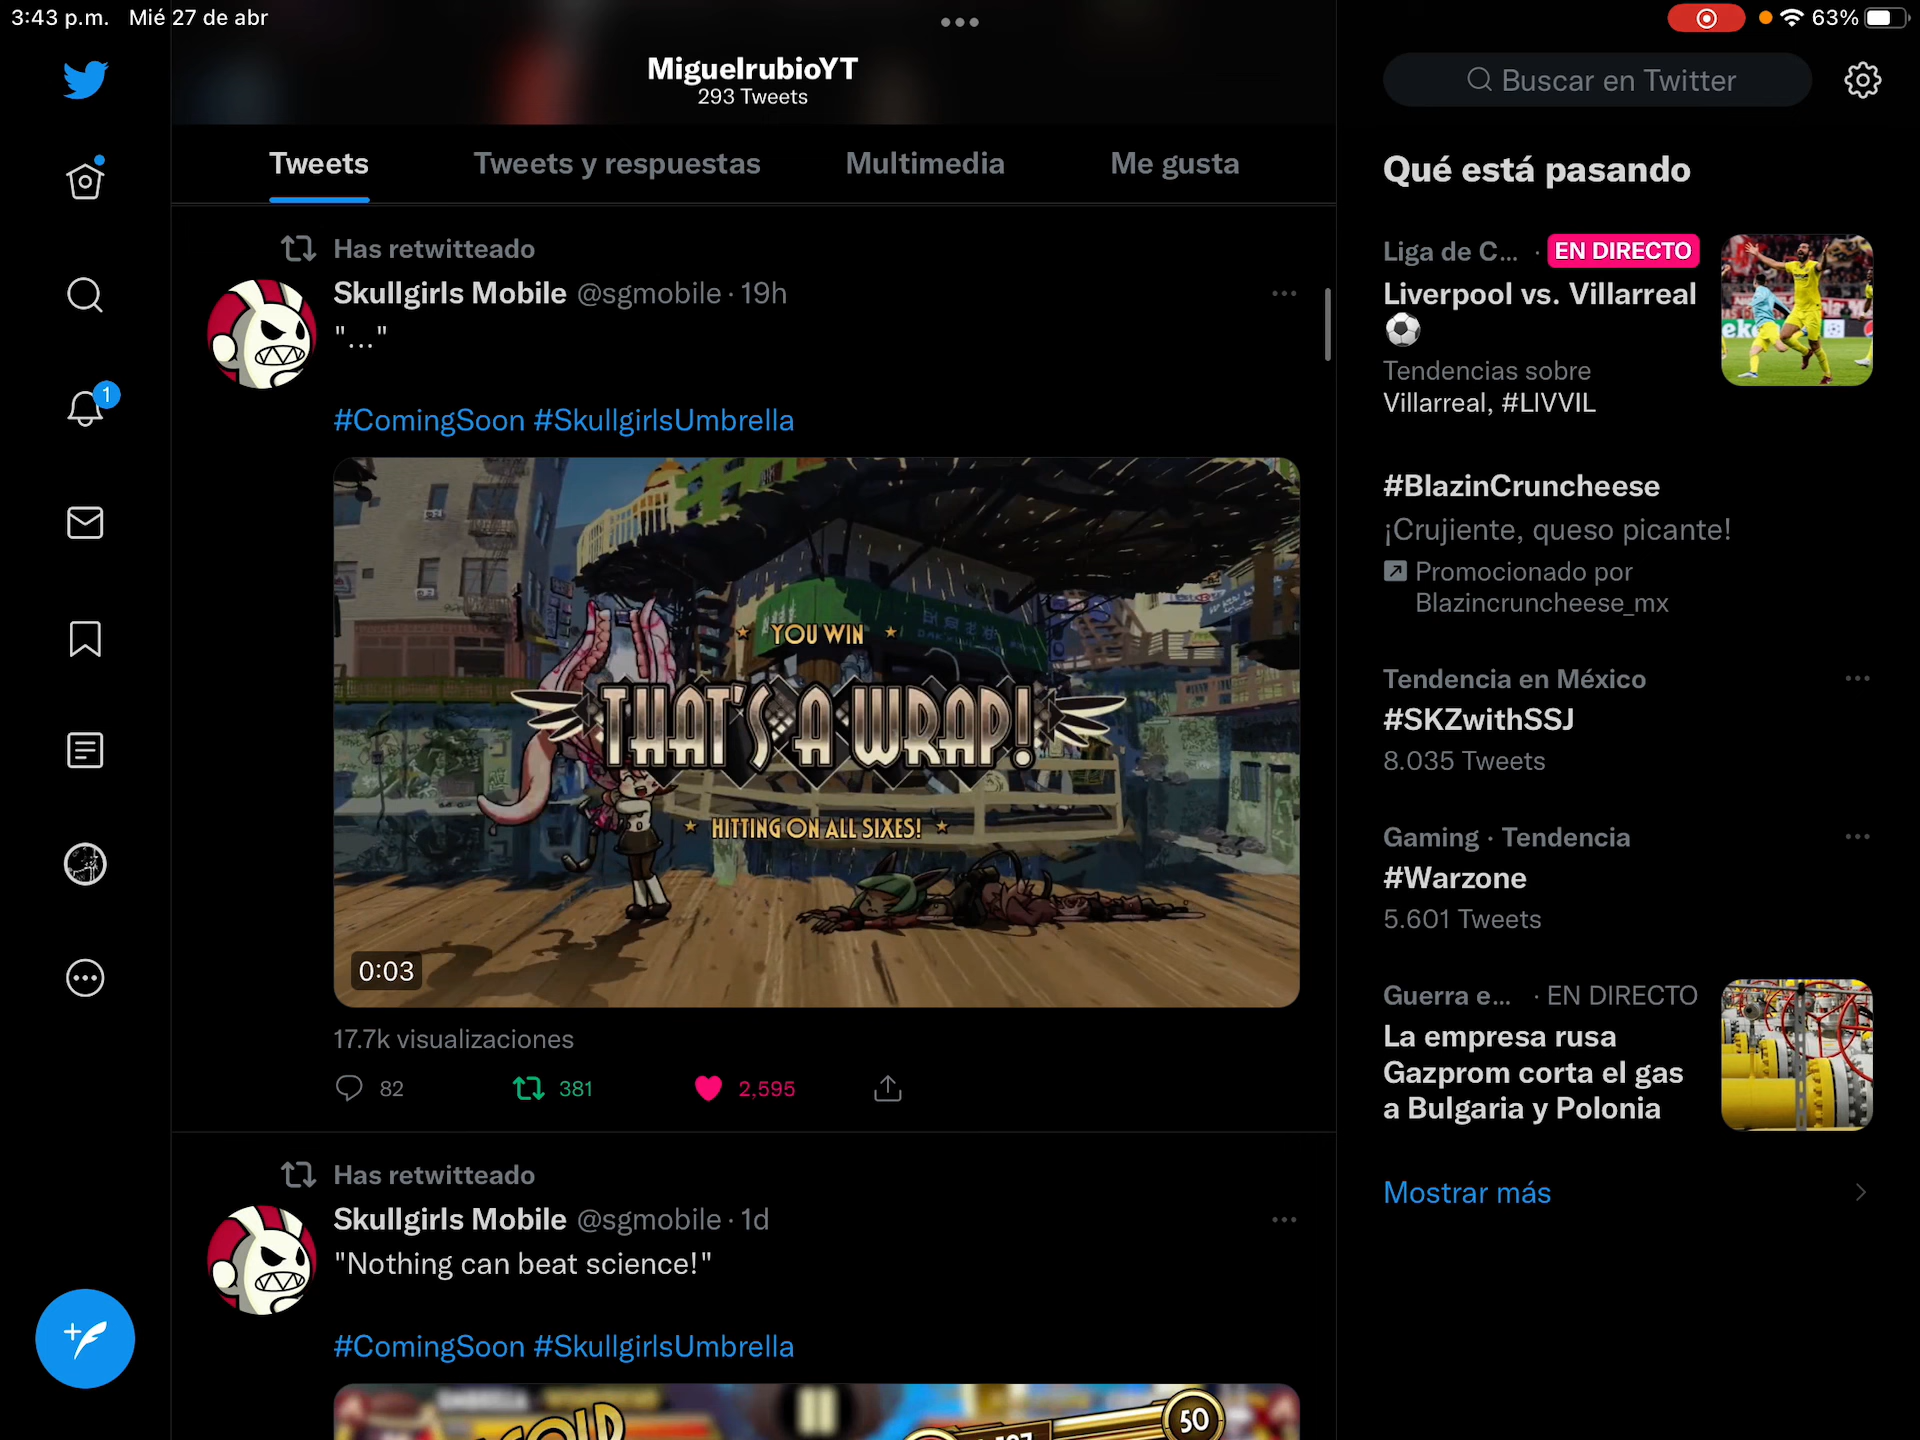 3:43 p.m. Mié 27 de abr
63%
MiguelrubioYT
293 Tweets
Buscar en Twitter
Tweets
Tweets y respuestas
Multimedia
Me gusta
1
Has retwitteado
Skullgirls Mobile @sgmobile · 19h
"..."
#ComingSoon #SkullgirlsUmbrella
YOU WIN
THAT'S A WRAP!
HITTING ON ALL SIXES!
0:03
17.7k visualizaciones
82
381
2,595
Has retwitteado
Skullgirls Mobile @sgmobile · 1d
"Nothing can beat science!"
#ComingSoon #SkullgirlsUmbrella
50
Qué está pasando
Liga de C... · EN DIRECTO
Liverpool vs. Villarreal
Tendencias sobre
Villarreal, #LIVVIL
#BlazinCruncheese
¡Crujiente, queso picante!
Promocionado por
Blazincruncheese_mx
Tendencia en México
#SKZwithSSJ
8.035 Tweets
Gaming · Tendencia
#Warzone
5.601 Tweets
Guerra e... · EN DIRECTO
La empresa rusa
Gazprom corta el gas
a Bulgaria y Polonia
Mostrar más